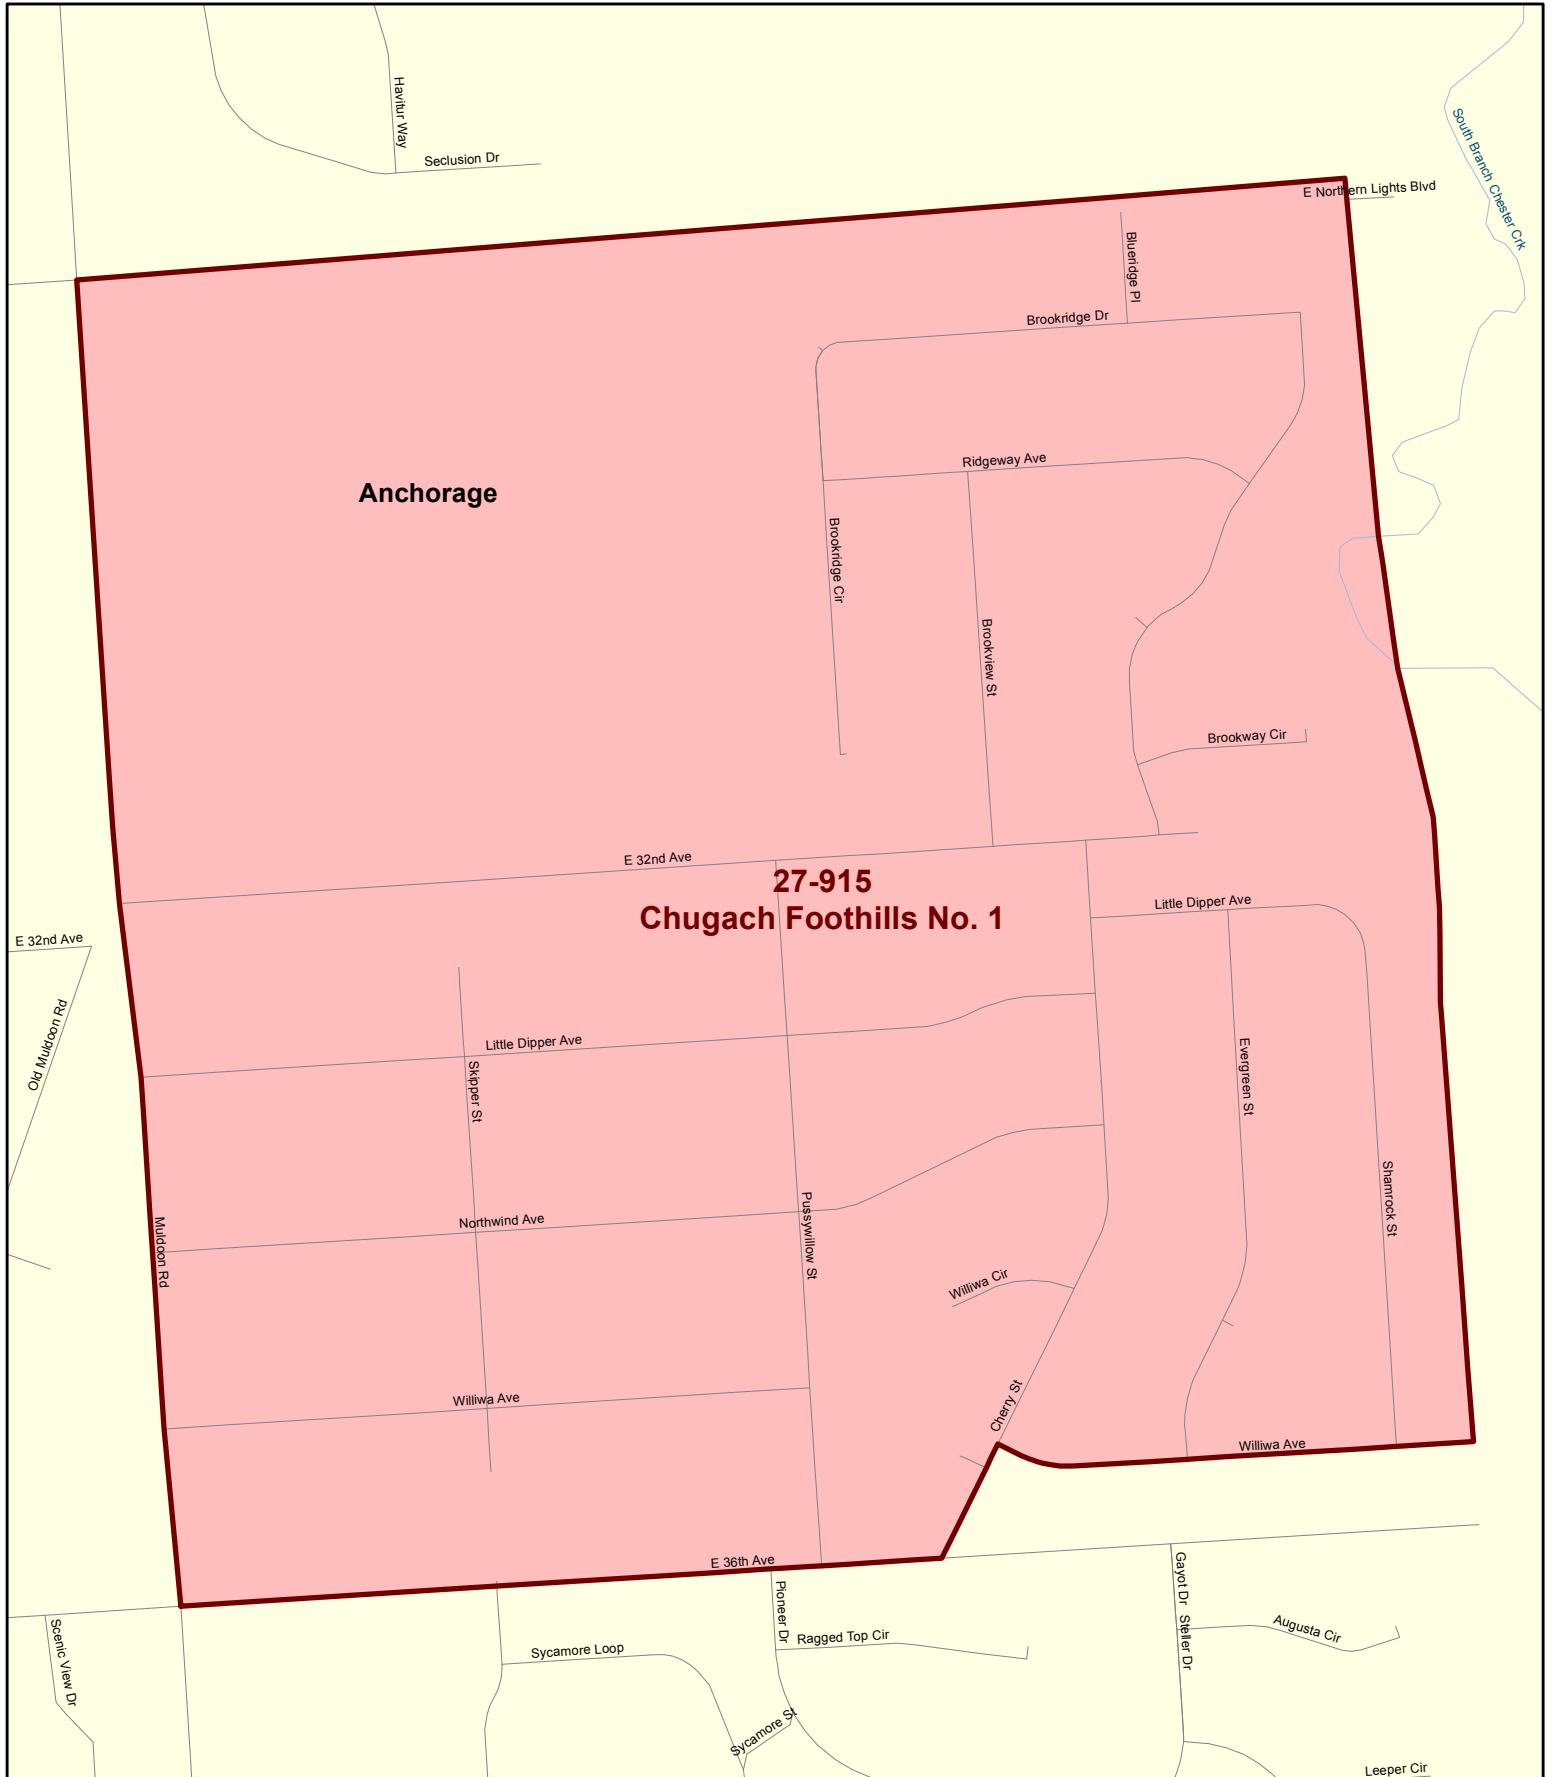 Havitur Way
Seclusion Dr
South Branch Chester Crk
E Northern Lights Blvd
Blueridge Pl
Brookridge Dr
Ridgeway Ave
Anchorage
Brookridge Cir
Brookview St
Brookway Cir
E 32nd Ave
27-915
Chugach Foothills No. 1
Little Dipper Ave
E 32nd Ave
Old Muldoon Rd
Little Dipper Ave
Skipper St
Evergreen St
Shamrock St
Pussywillow St
Northwind Ave
Muldoon Rd
Williwa Cir
Cherry St
Williwa Ave
Williwa Ave
E 36th Ave
Gayot Dr
Pioneer Dr
Steller Dr
Augusta Cir
Scenic View Dr
Ragged Top Cir
Sycamore Loop
Sycamore St
Leeper Cir